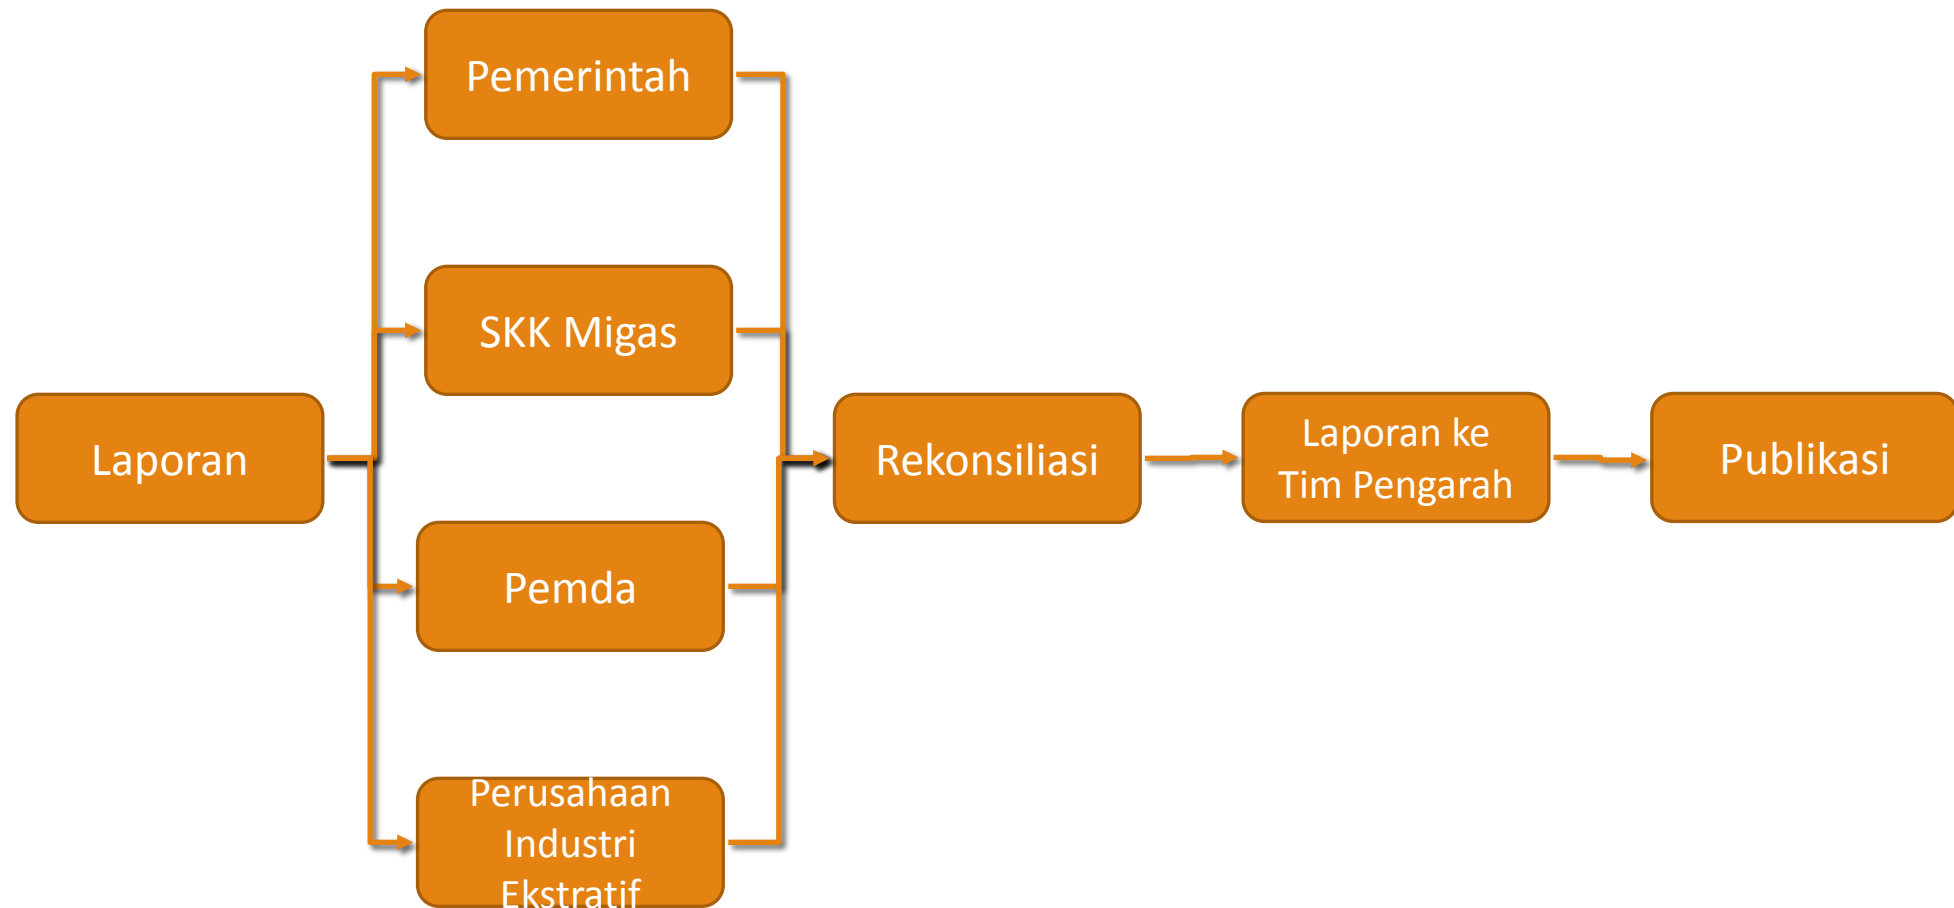 Laporan
Pemerintah
SKK Migas
Pemda
Perusahaan
Industri
Ekstratif
Rekonsiliasi
Laporan ke
Tim Pengarah
Publikasi